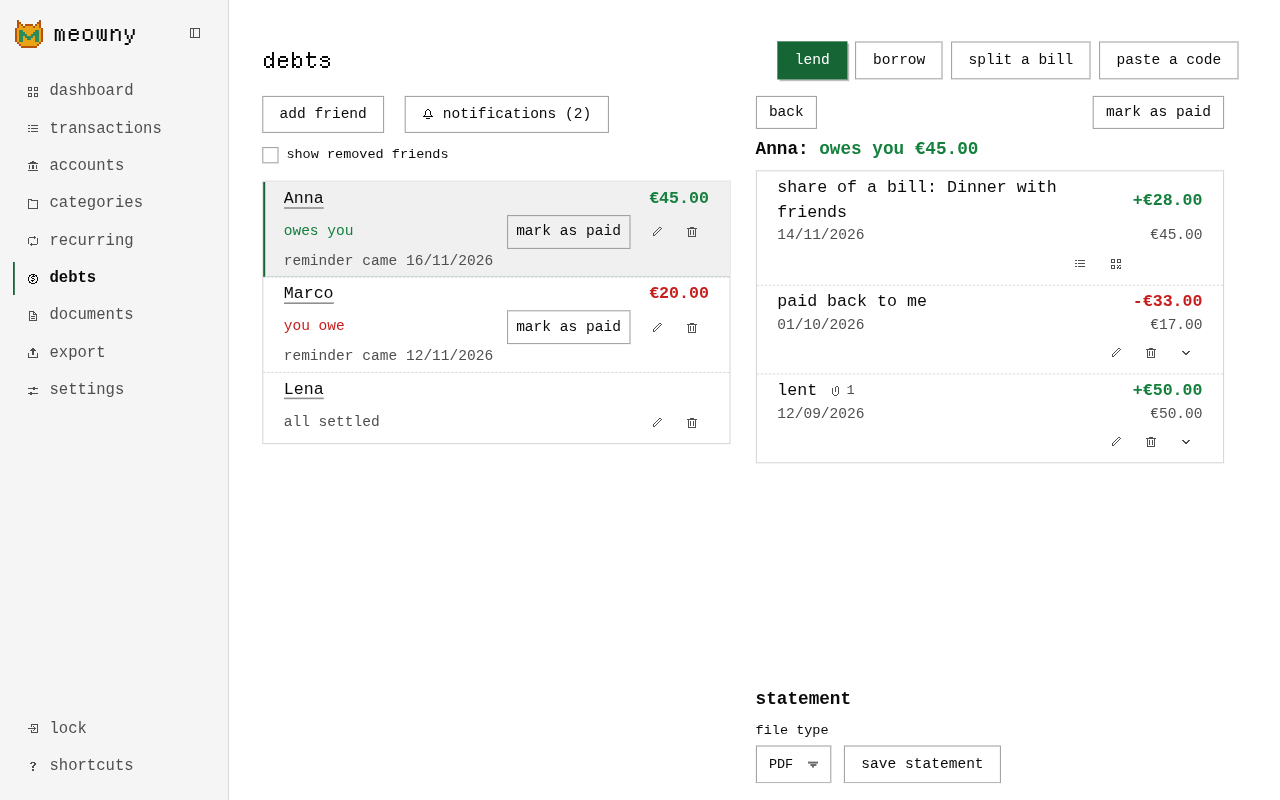 meowny
dashboard
transactions
accounts
categories
recurring
debts
documents
export
settings
lock
shortcuts
debts
lend
borrow
split a bill
paste a code
add friend
notifications (2)
show removed friends
Anna
€45.00
owes you
mark as paid
reminder came 16/11/2026
Marco
€20.00
you owe
mark as paid
reminder came 12/11/2026
Lena
all settled
back
mark as paid
Anna: owes you €45.00
share of a bill: Dinner with
friends
+€28.00
14/11/2026
€45.00
paid back to me
-€33.00
01/10/2026
€17.00
lent
1
+€50.00
12/09/2026
€50.00
statement
file type
PDF
save statement